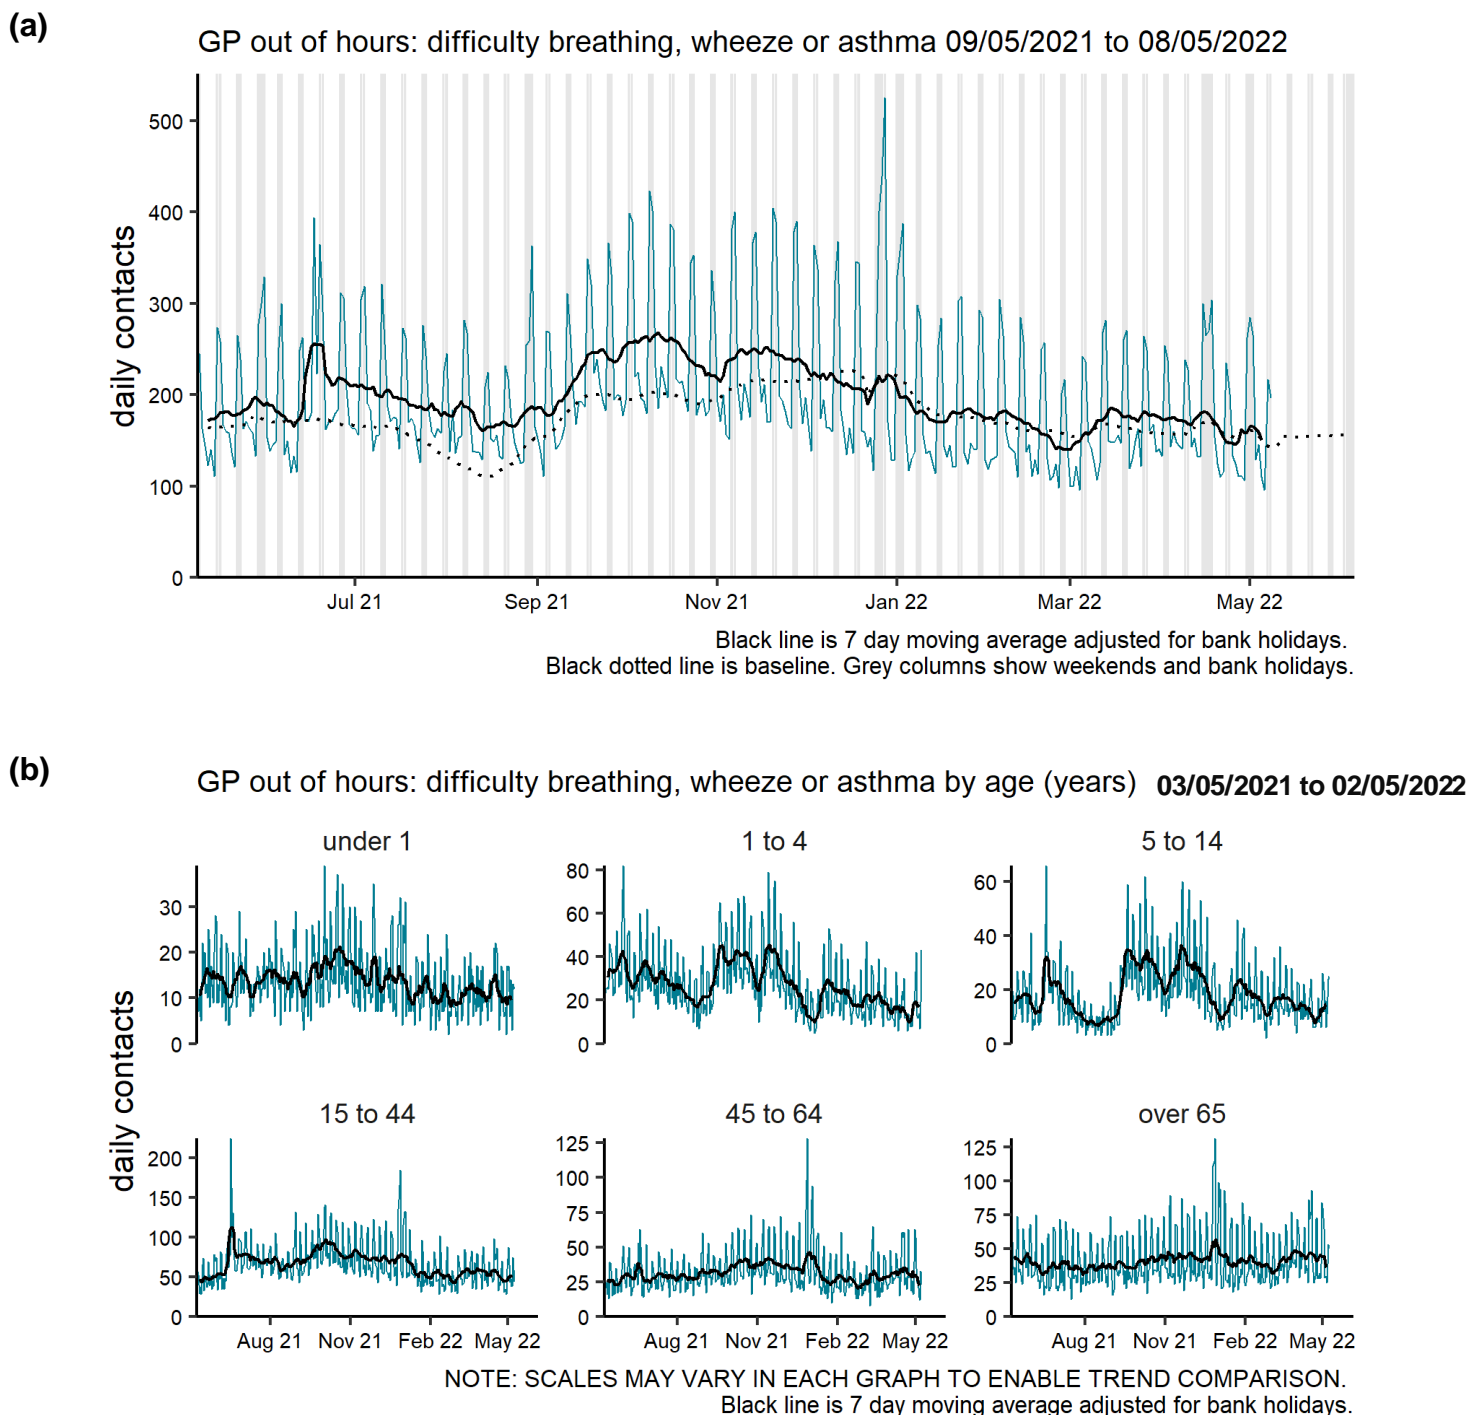 (a)
GP out of hours: difficulty breathing, wheeze or asthma 09/05/2021 to 08/05/2022
daily contacts
500
400
300
200
100
0
Jul 21 Sep 21 Nov 21 Jan 22 Mar 22 May 22
Black line is 7 day moving average adjusted for bank holidays.
Black dotted line is baseline. Grey columns show weekends and bank holidays.
(b)
GP out of hours: difficulty breathing, wheeze or asthma by age (years) 03/05/2021 to 02/05/2022
daily contacts
under 1
30
20
10
0
1 to 4
80
60
40
20
0
5 to 14
60
40
20
0
15 to 44
200
150
100
50
0
Aug 21 Nov 21 Feb 22 May 22
45 to 64
125
100
75
50
25
0
Aug 21 Nov 21 Feb 22 May 22
over 65
125
100
75
50
25
0
Aug 21 Nov 21 Feb 22 May 22
NOTE: SCALES MAY VARY IN EACH GRAPH TO ENABLE TREND COMPARISON.
Black line is 7 day moving average adjusted for bank holidays.